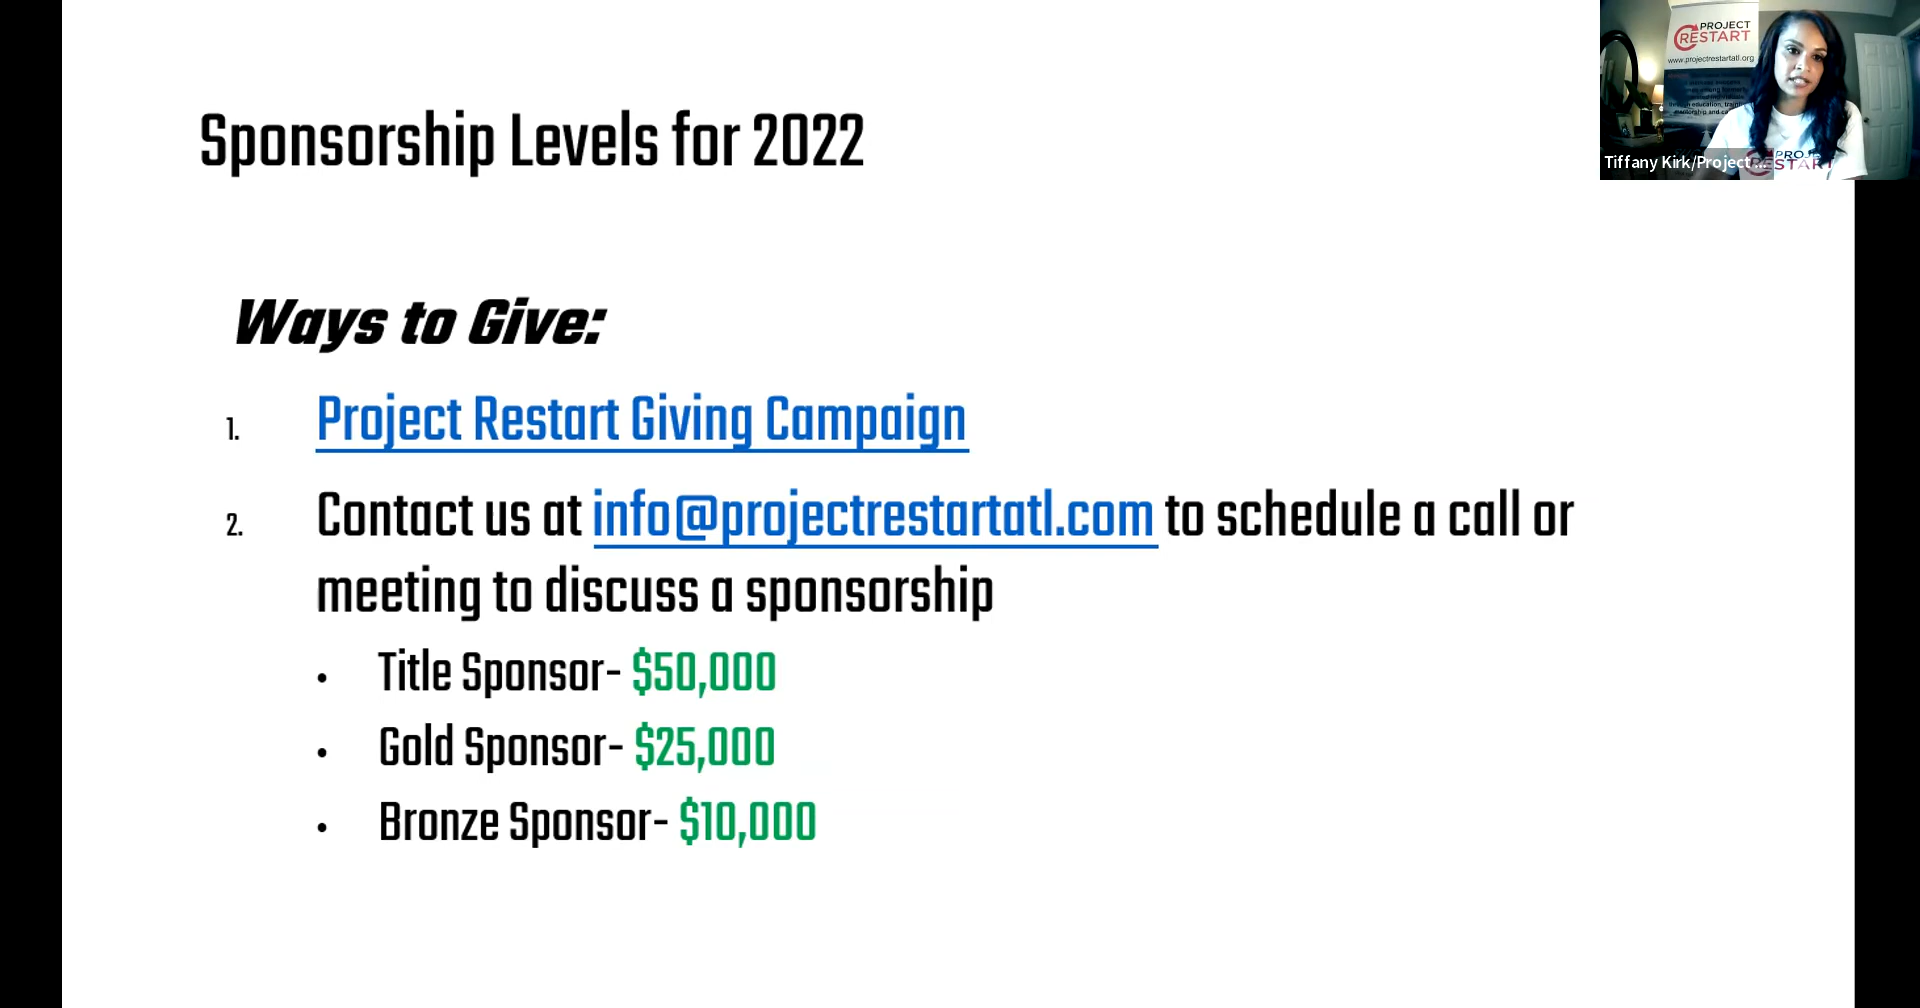 Sponsorship Levels for 2022
Ways to Give:
1. Project Restart Giving Campaign
2. Contact us at info@projectrestartatl.com to schedule a call or
meeting to discuss a sponsorship
• Title Sponsor- $50,000
• Gold Sponsor- $25,000
• Bronze Sponsor- $10,000
PROJECT
RESTART
www.projectrestartatl.org
Tiffany Kirk/Project ...